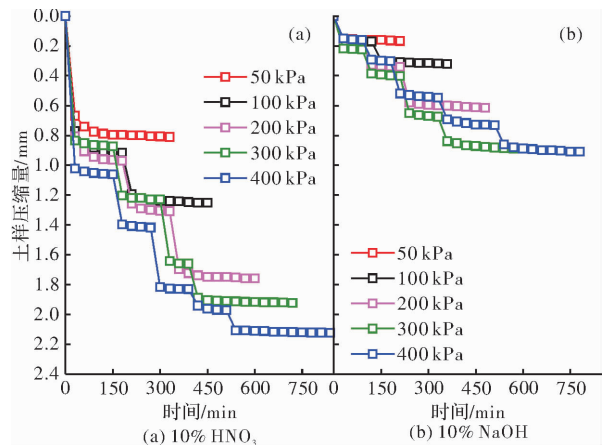 (a)
50 kPa
100 kPa
200 kPa
300 kPa
400 kPa
土样压缩量/mm
0.0
0.2
0.4
0.6
0.8
1.0
1.2
1.4
1.6
1.8
2.0
2.2
2.4
0
150
300
450
600
750
时间/min
(a) 10% HNO₃
(b)
50 kPa
100 kPa
200 kPa
300 kPa
400 kPa
0
150
300
450
600
750
时间/min
(b) 10% NaOH